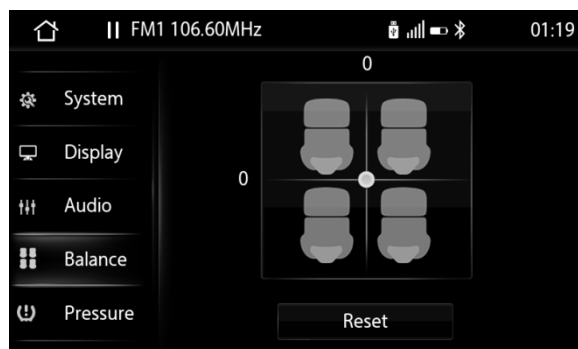 FM1 106.60MHz
01:19
System
Display
Audio
Balance
Pressure
0
0
Reset